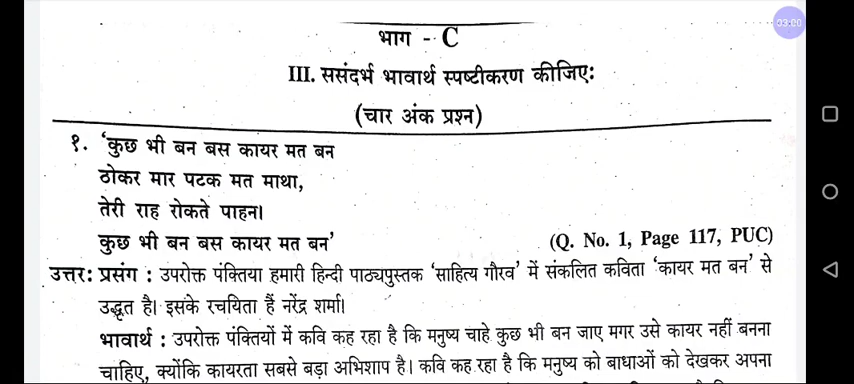 03:00
भाग - C
III. ससंदर्भ भावार्थ स्पष्टीकरण कीजिए:
(चार अंक प्रश्न)
१. 'कुछ भी बन बस कायर मत बन
ठोकर मार पटक मत माथा,
तेरी राह रोकते पाहन।
कुछ भी बन बस कायर मत बन' (Q. No. 1, Page 117, PUC)
उत्तर: प्रसंग : उपरोक्त पंक्तिया हमारी हिन्दी पाठ्यपुस्तक 'साहित्य गौरव' में संकलित कविता 'कायर मत बन' से
उद्धृत है। इसके रचयिता हैं नरेंद्र शर्मा।
भावार्थ : उपरोक्त पंक्तियों में कवि कह रहा है कि मनुष्य चाहे कुछ भी बन जाए मगर उसे कायर नहीं बनना
चाहिए, क्योंकि कायरता सबसे बड़ा अभिशाप है। कवि कह रहा है कि मनुष्य को बाधाओं को देखकर अपना